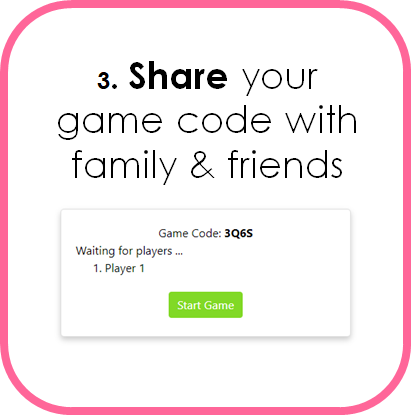 3. Share your
game code with
family & friends
Game Code: 3Q6S
Waiting for players ...
1. Player 1
Start Game